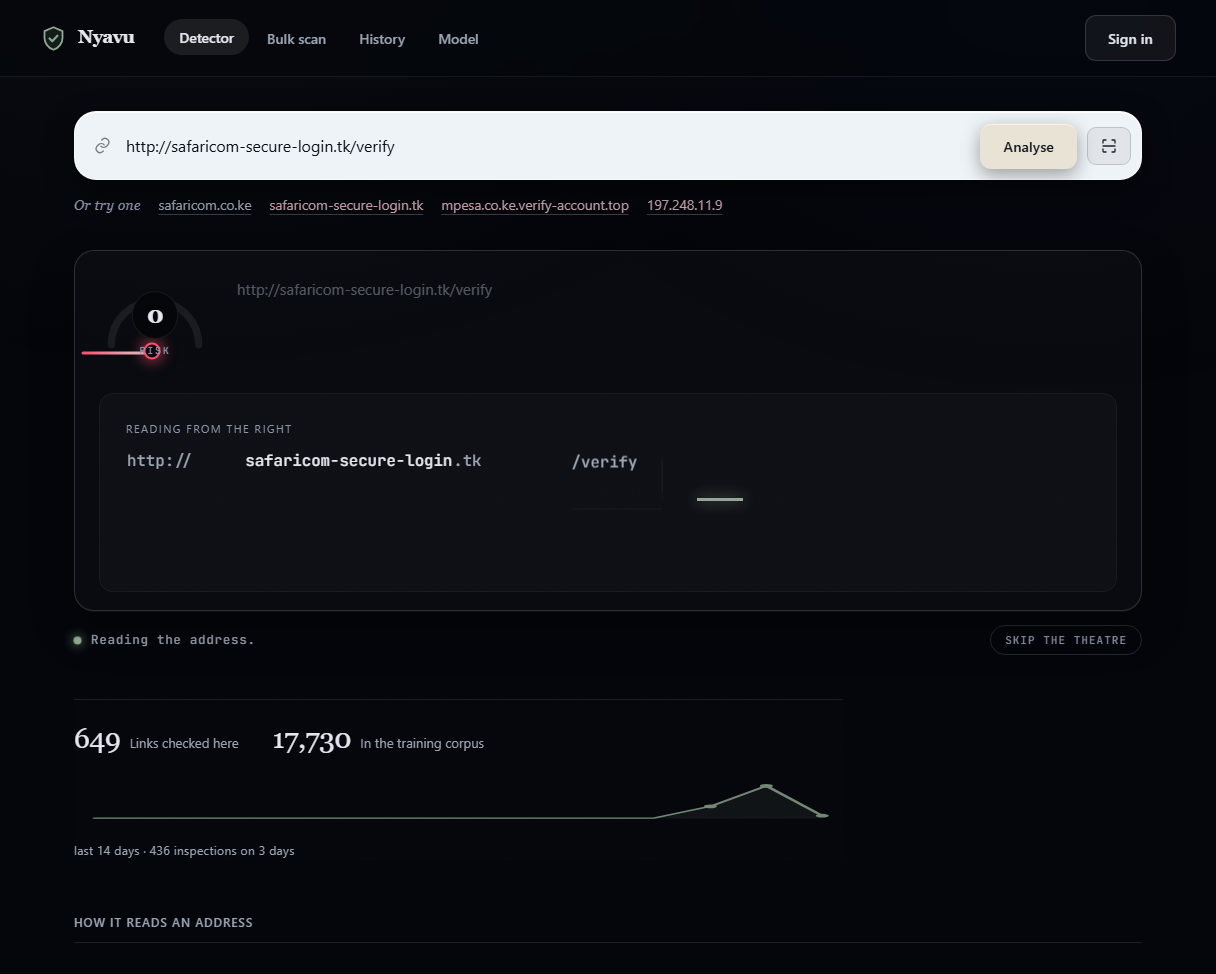 Nyavu Detector Bulk scan History Model Sign in
http://safaricom-secure-login.tk/verify Analyse
Or try one safaricom.co.ke safaricom-secure-login.tk mpesa.co.ke.verify-account.top 197.248.11.9
http://safaricom-secure-login.tk/verify
0
RISK
READING FROM THE RIGHT
http:// safaricom-secure-login.tk /verify
Reading the address. SKIP THE THEATRE
649 Links checked here 17,730 In the training corpus
last 14 days · 436 inspections on 3 days
HOW IT READS AN ADDRESS